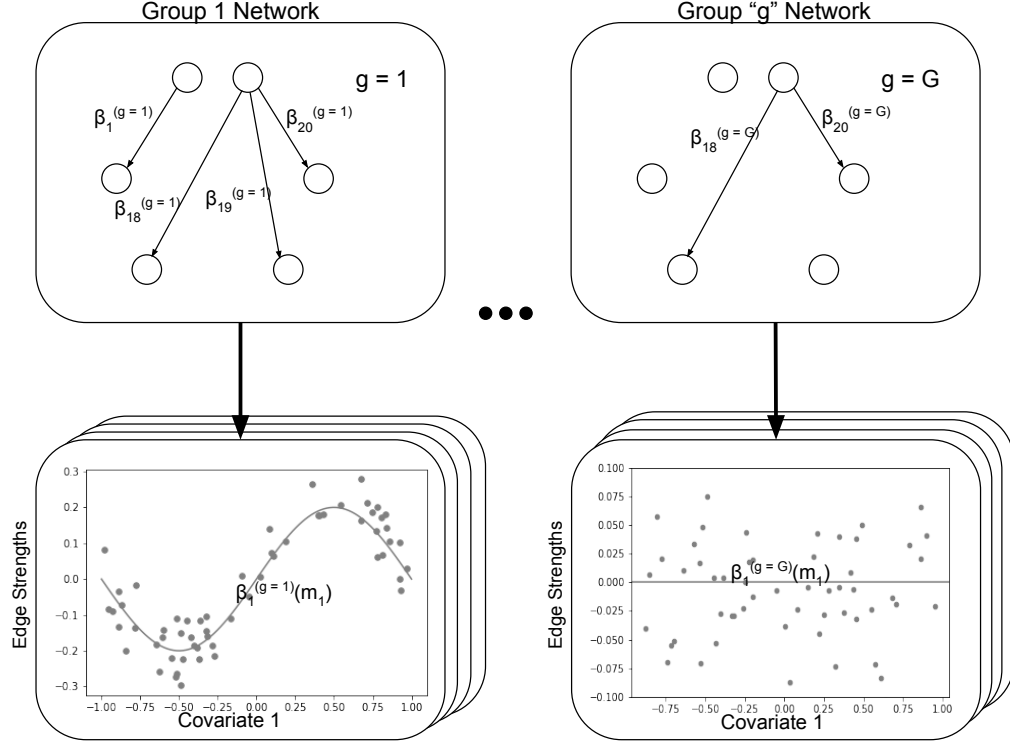 Group 1 Network
Group “g” Network
g = 1
g = G
β1(g = 1)
β20(g = 1)
β18(g = 1)
β19(g = 1)
β18(g = G)
β20(g = G)
0.3
0.2
0.1
0.0
-0.1
-0.2
-0.3
Edge Strengths
β1(g = 1)(m1)
-1.00 -0.75 -0.50 -0.25 0.00 0.25 0.50 0.75 1.00
Covariate 1
0.100
0.075
0.050
0.025
0.000
-0.025
-0.050
-0.075
-0.100
Edge Strengths
β1(g = G)(m1)
-0.75 -0.50 -0.25 0.00 0.25 0.50 0.75 1.00
Covariate 1